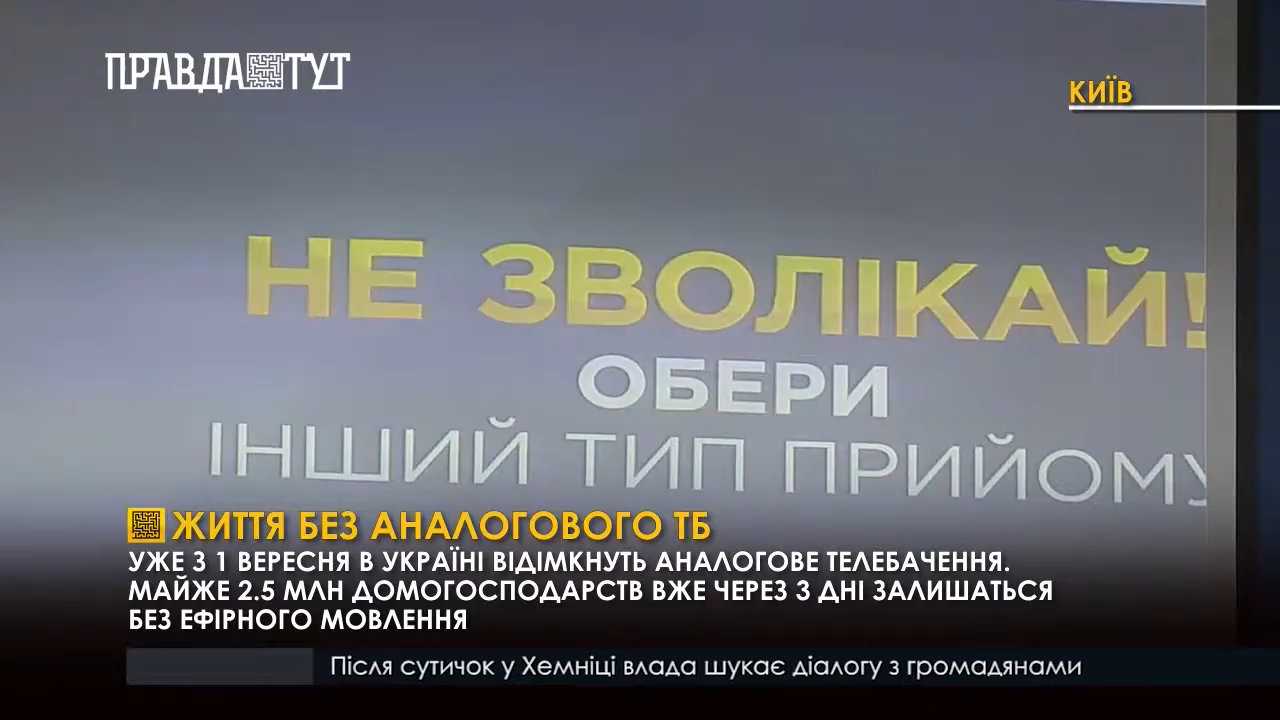 ПРАВДА ТУТ
КИЇВ
НЕ ЗВОЛІКАЙ!
ОБЕРИ
ІНШИЙ ТИП ПРИЙОМУ
ЖИТТЯ БЕЗ АНАЛОГОВОГО ТБ
УЖЕ З 1 ВЕРЕСНЯ В УКРАЇНІ ВІДІМКНУТЬ АНАЛОГОВЕ ТЕЛЕБАЧЕННЯ.
МАЙЖЕ 2.5 МЛН ДОМОГОСПОДАРСТВ ВЖЕ ЧЕРЕЗ 3 ДНІ ЗАЛИШАТЬСЯ
БЕЗ ЕФІРНОГО МОВЛЕННЯ
Після сутичок у Хемніці влада шукає діалогу з громадянами